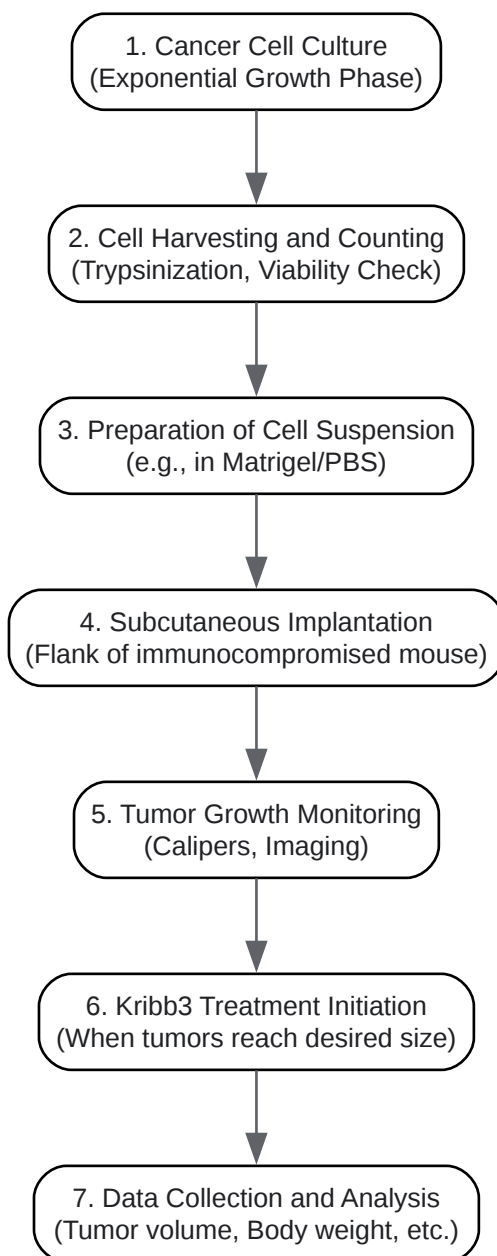 1. Cancer Cell Culture
(Exponential Growth Phase)
2. Cell Harvesting and Counting
(Trypsinization, Viability Check)
3. Preparation of Cell Suspension
(e.g., in Matrigel/PBS)
4. Subcutaneous Implantation
(Flank of immunocompromised mouse)
5. Tumor Growth Monitoring
(Calipers, Imaging)
6. Kribb3 Treatment Initiation
(When tumors reach desired size)
7. Data Collection and Analysis
(Tumor volume, Body weight, etc.)